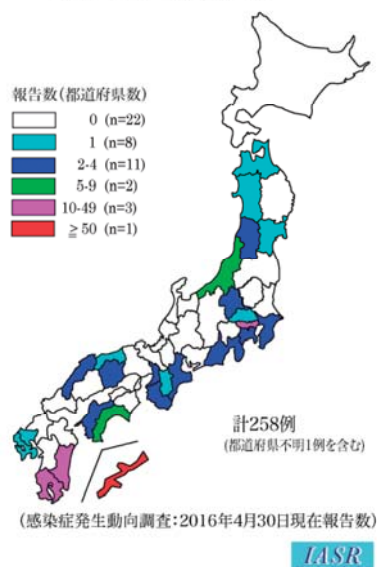 報告数(都道府県数)
0 (n=22)
1 (n=8)
2-4 (n=11)
5-9 (n=2)
10-49 (n=3)
≧50 (n=1)
計258例
(都道府県不明1例を含む)
(感染症発生動向調査:2016年4月30日現在報告数)
IASR